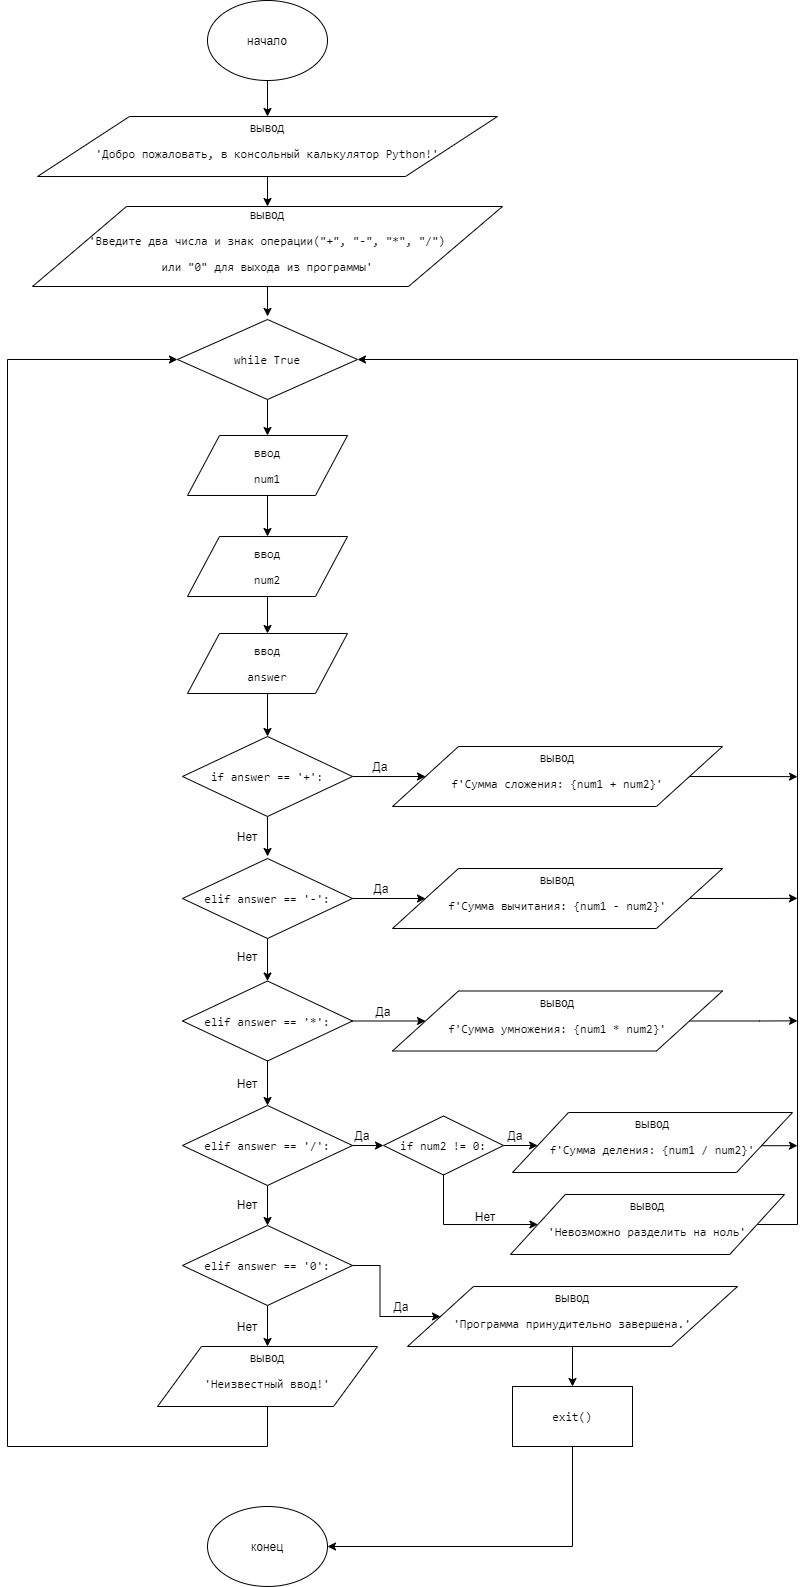 начало
вывод
'Добро пожаловать, в консольный калькулятор Python!'
вывод
'Введите два числа и знак операции("+", "-", "*", "/")
или "0" для выхода из программы'
while True
ввод
num1
ввод
num2
ввод
answer
if answer == '+':
Да
вывод
f'Сумма сложения: {num1 + num2}'
Нет
elif answer == '-':
Да
вывод
f'Сумма вычитания: {num1 - num2}'
Нет
elif answer == '*':
Да
вывод
f'Сумма умножения: {num1 * num2}'
Нет
elif answer == '/':
Да
if num2 != 0:
Да
вывод
f'Сумма деления: {num1 / num2}'
Нет
вывод
'Невозможно разделить на ноль'
Нет
elif answer == '0':
Да
вывод
'Программа принудительно завершена.'
Нет
вывод
'Неизвестный ввод!'
exit()
конец